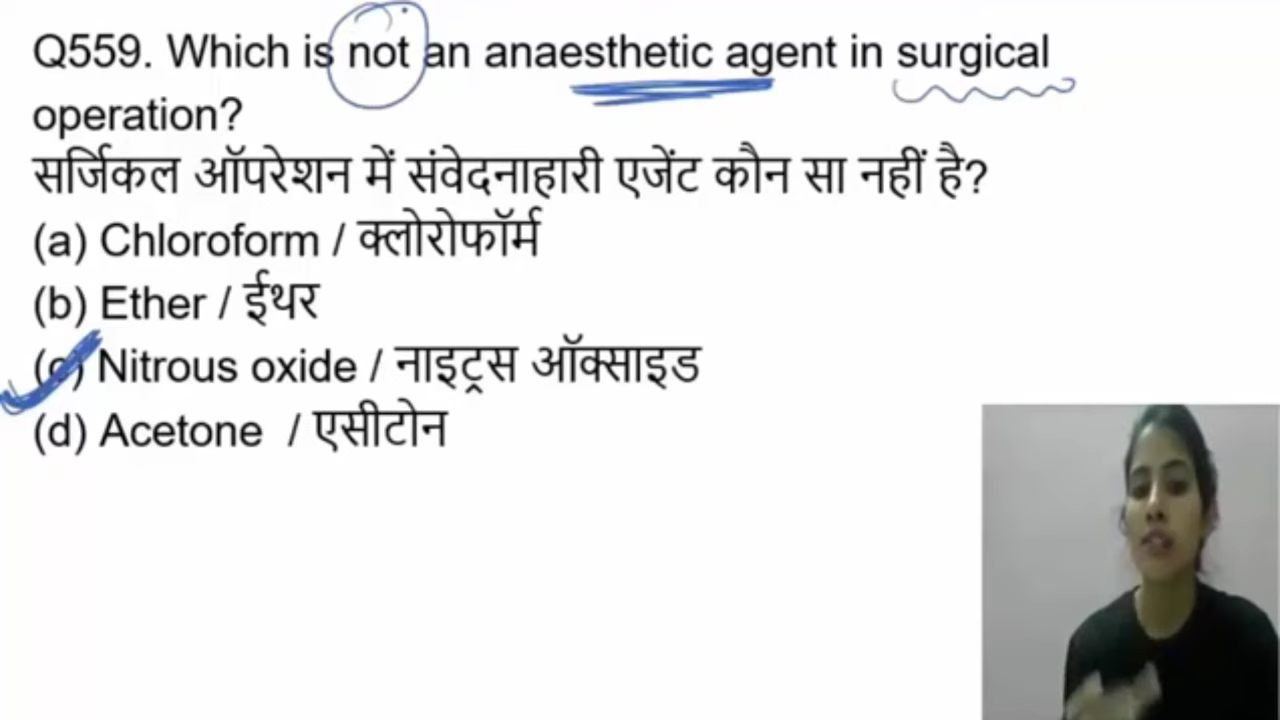 Q559. Which is not an anaesthetic agent in surgical
operation?
सर्जिकल ऑपरेशन में संवेदनाहारी एजेंट कौन सा नहीं है?
(a) Chloroform / क्लोरोफॉर्म
(b) Ether / ईथर
(c) Nitrous oxide / नाइट्रस ऑक्साइड
(d) Acetone / एसीटोन